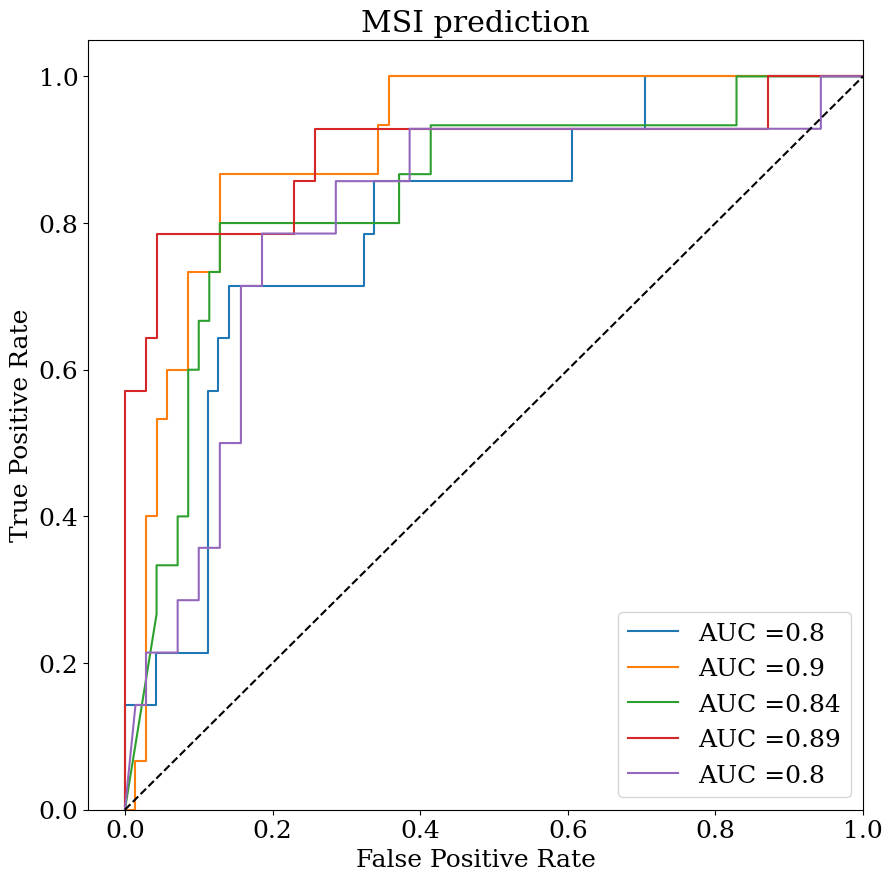 MSI prediction
True Positive Rate
1.0
0.8
0.6
0.4
0.2
0.0
0.0 0.2 0.4 0.6 0.8 1.0
False Positive Rate
AUC =0.8
AUC =0.9
AUC =0.84
AUC =0.89
AUC =0.8